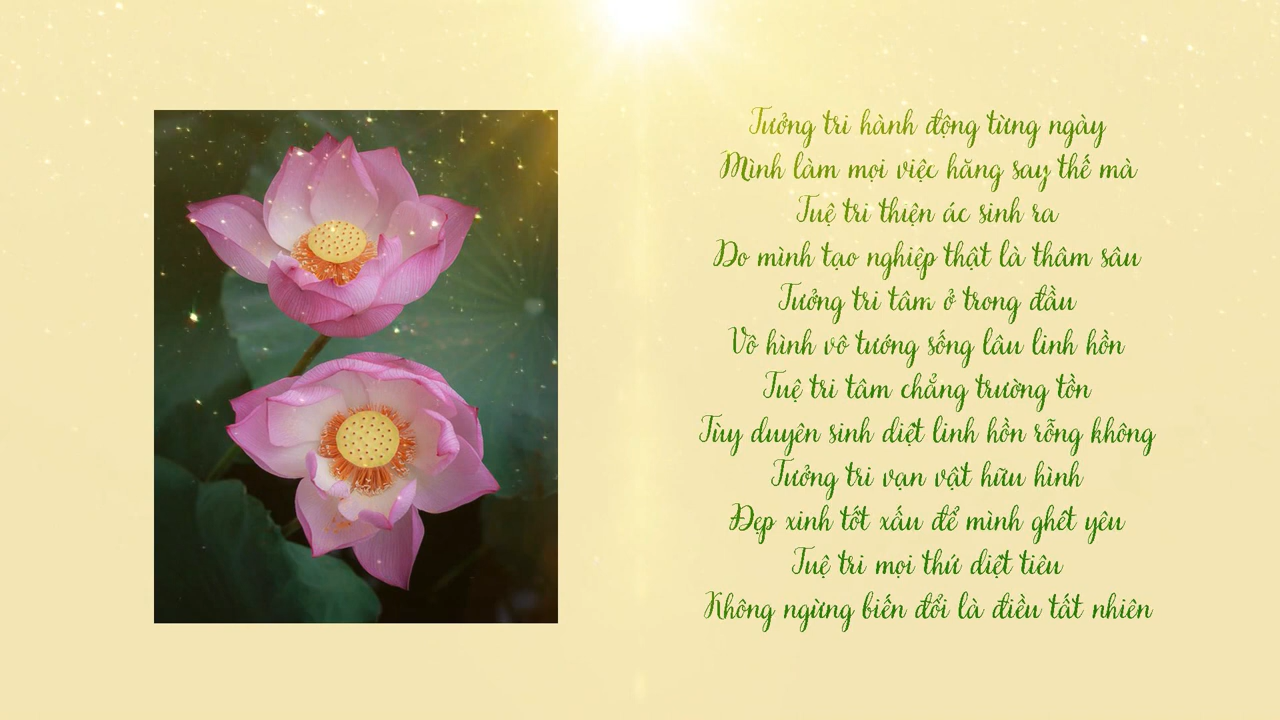 Tưởng tri hành động từng ngày
Mình làm mọi việc hăng say thế mà
Tuệ tri thiện ác sinh ra
Do mình tạo nghiệp thật là thâm sâu
Tưởng tri tâm ở trong đầu
Vô hình vô tướng sống lâu linh hồn
Tuệ tri tâm chẳng trường tồn
Tùy duyên sinh diệt linh hồn rỗng không
Tưởng tri vạn vật hữu hình
Đẹp xinh tốt xấu để mình ghét yêu
Tuệ tri mọi thứ diệt tiêu
Không ngừng biến đổi là điều tất nhiên